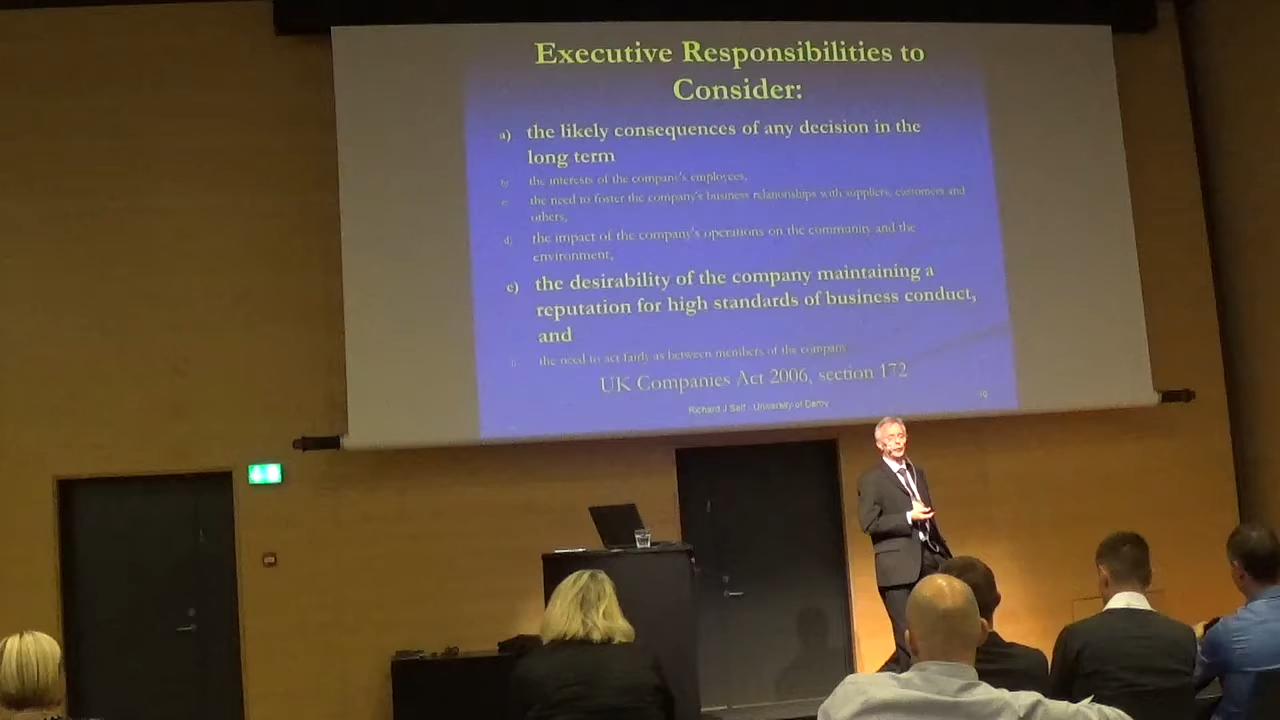 Executive Responsibilities to
Consider:
a) the likely consequences of any decision in the
long term
b) the interests of the company's employees,
c) the need to foster the company's business relationships with suppliers, customers and
others,
d) the impact of the company's operations on the community and the
environment,
e) the desirability of the company maintaining a
reputation for high standards of business conduct,
and
the need to act fairly as between members of the company
UK Companies Act 2006, section 172
Richard J Self - University of Derby